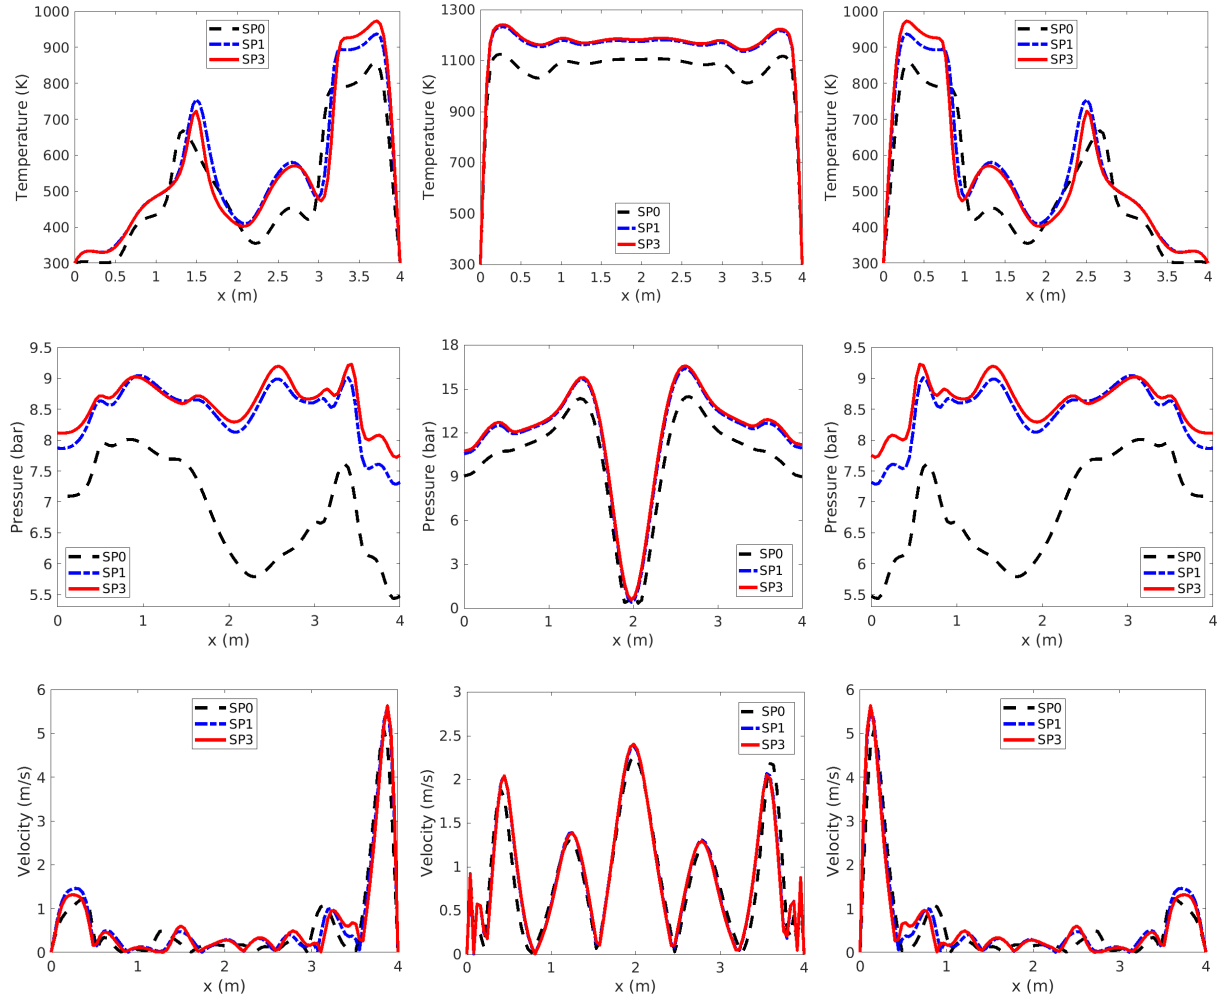 1000
900
800
700
600
500
400
300
Temperature (K)
SP0
SP1
SP3
0 0.5 1 1.5 2 2.5 3 3.5 4
x (m)
1300
1100
900
700
500
300
Temperature (K)
SP0
SP1
SP3
0 0.5 1 1.5 2 2.5 3 3.5 4
x (m)
1000
900
800
700
600
500
400
300
Temperature (K)
SP0
SP1
SP3
0 0.5 1 1.5 2 2.5 3 3.5 4
x (m)
9.5
9
8.5
8
7.5
7
6.5
6
5.5
Pressure (bar)
SP0
SP1
SP3
0 1 2 3 4
x (m)
18
15
12
9
6
3
0
Pressure (bar)
SP0
SP1
SP3
0 1 2 3 4
x (m)
9.5
9
8.5
8
7.5
7
6.5
6
5.5
Pressure (bar)
SP0
SP1
SP3
0 1 2 3 4
x (m)
6
5
4
3
2
1
0
Velocity (m/s)
SP0
SP1
SP3
0 1 2 3 4
x (m)
3
2.5
2
1.5
1
0.5
0
Velocity (m/s)
SP0
SP1
SP3
0 1 2 3 4
x (m)
6
5
4
3
2
1
0
Velocity (m/s)
SP0
SP1
SP3
0 1 2 3 4
x (m)